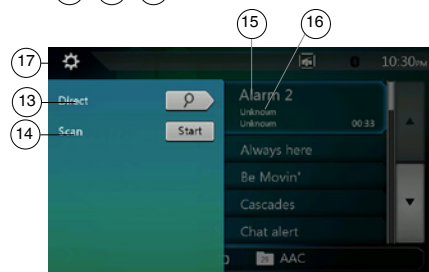 15 16
17 10:30PM
13 Direct Alarm 2
Unknown
14 Scan Start Unknown 00:33
Always here
Be Movin'
Cascades
Chat alert
AAC